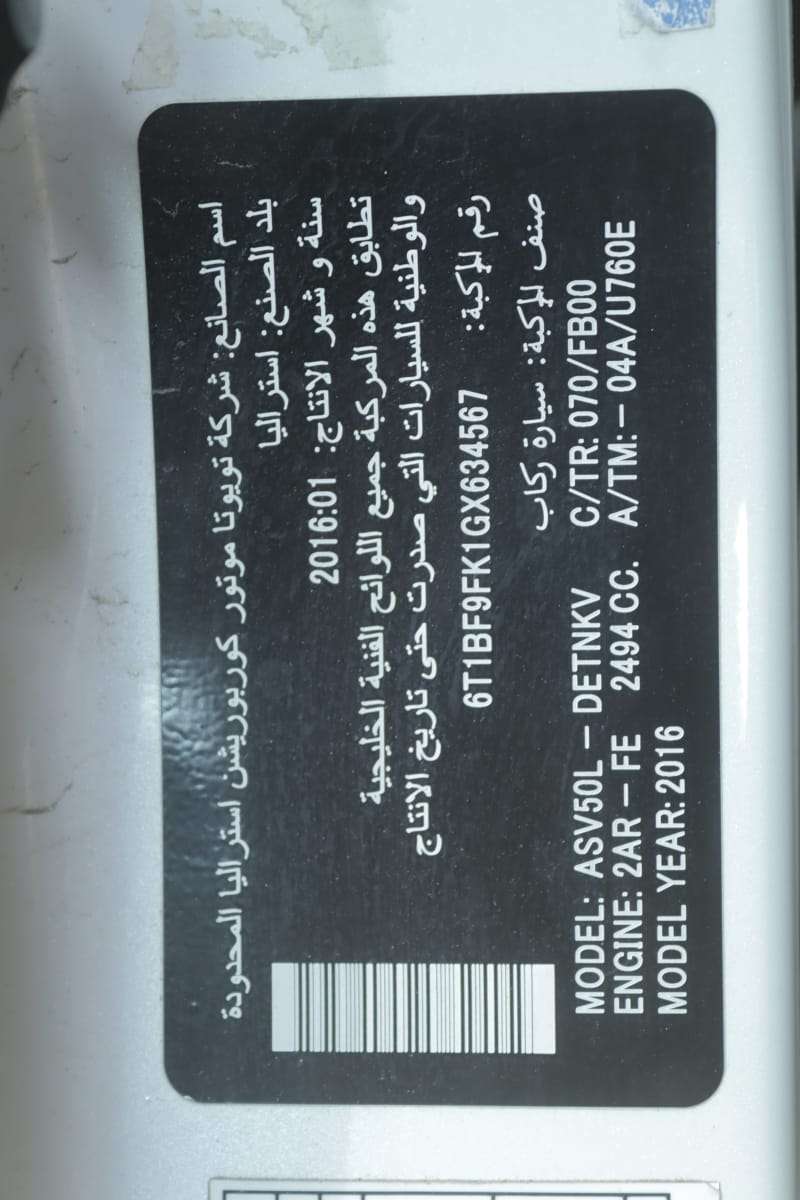 اسم الصانع: شركة تويوتا موتور كوربوريشن استراليا المحدودة
بلد الصنع: استراليا
سنة و شهر الانتاج: 2016:01
تطابق هذه المركبة جميع اللوائح الفنية الخليجية
والوطنية للسيارات التي صدرت حتى تاريخ الانتاج
رقم المركبة: 6T1BF9FK1GX634567
صنف المركبة: سيارة ركاب
MODEL: ASV50L – DETNKV C/TR: 070/FB00
ENGINE: 2AR – FE 2494 CC. A/TM: – 04A/U760E
MODEL YEAR: 2016